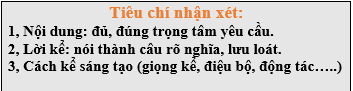 Tiêu chí nhận xét:
1, Nội dung: đủ, đúng trọng tâm yêu cầu.
2, Lời kể: nói thành câu rõ nghĩa, lưu loát.
3, Cách kể sáng tạo (giọng kể, điệu bộ, động tác…..)